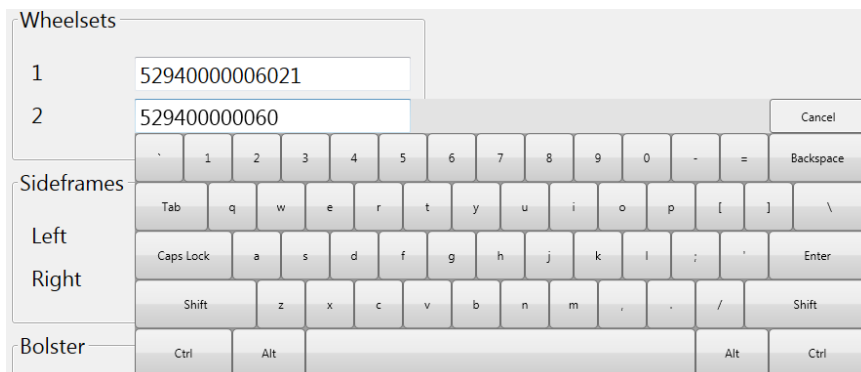 Wheelsets
1 52940000006021
2 529400000060 Cancel
` 1 2 3 4 5 6 7 8 9 0 - = Backspace
Tab q w e r t y u i o p [ ] \
Sideframes
Caps Lock a s d f g h j k l ; ' Enter
Left
Right
Shift z x c v b n m , . / Shift
Bolster
Ctrl Alt Alt Ctrl